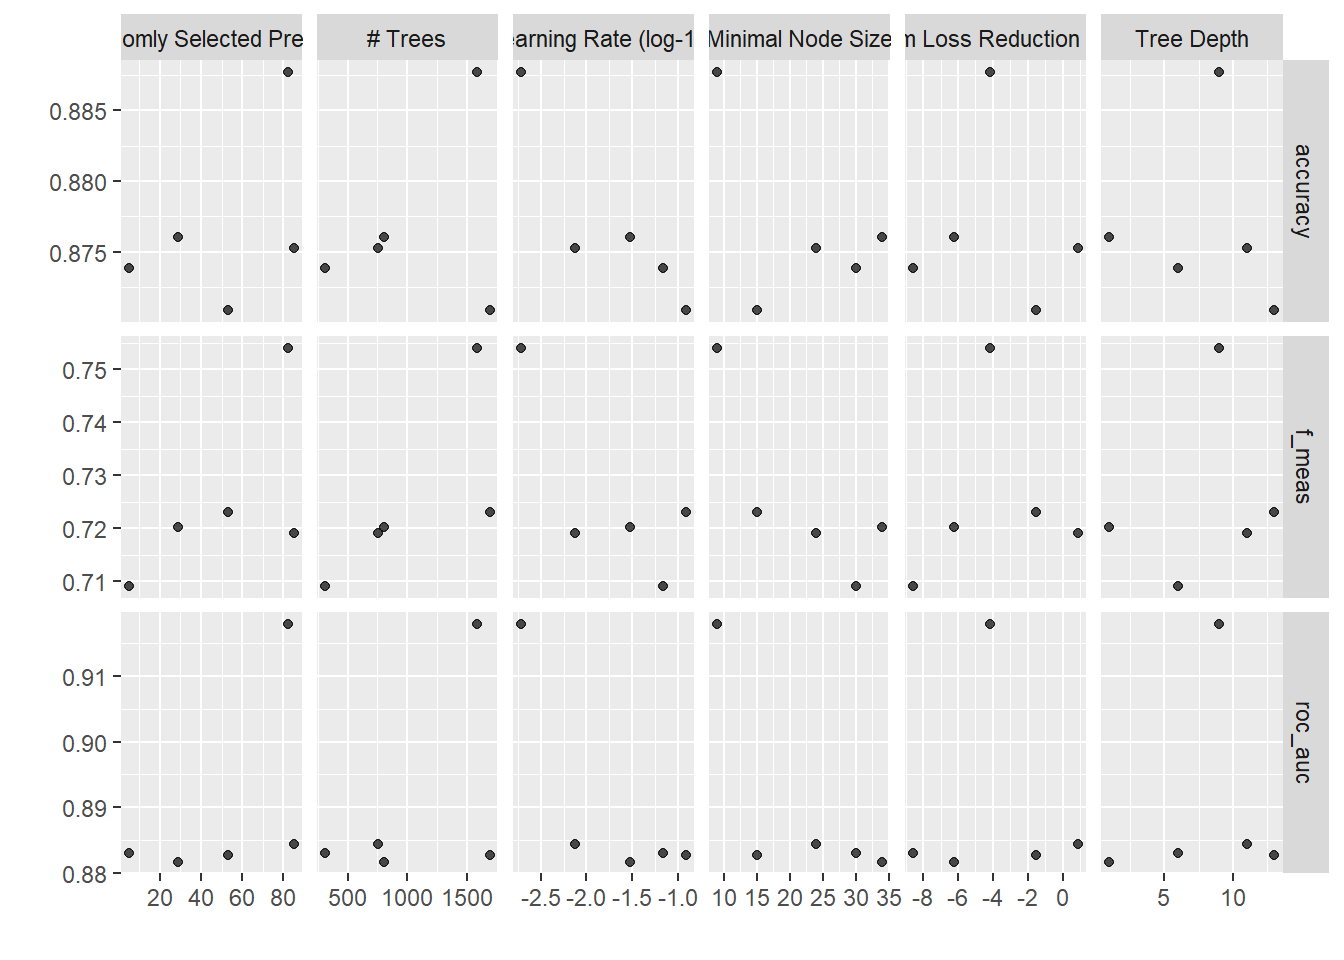 omly Selected Pre
# Trees
earning Rate (log-1
Minimal Node Size
m Loss Reduction
Tree Depth
0.885
0.880
0.875
accuracy
0.75
0.74
0.73
0.72
0.71
f_meas
0.91
0.90
0.89
0.88
roc_auc
20 40 60 80
500 1000 1500
-2.5 -2.0 -1.5 -1.0
10 15 20 25 30 35
-8 -6 -4 -2 0
5 10